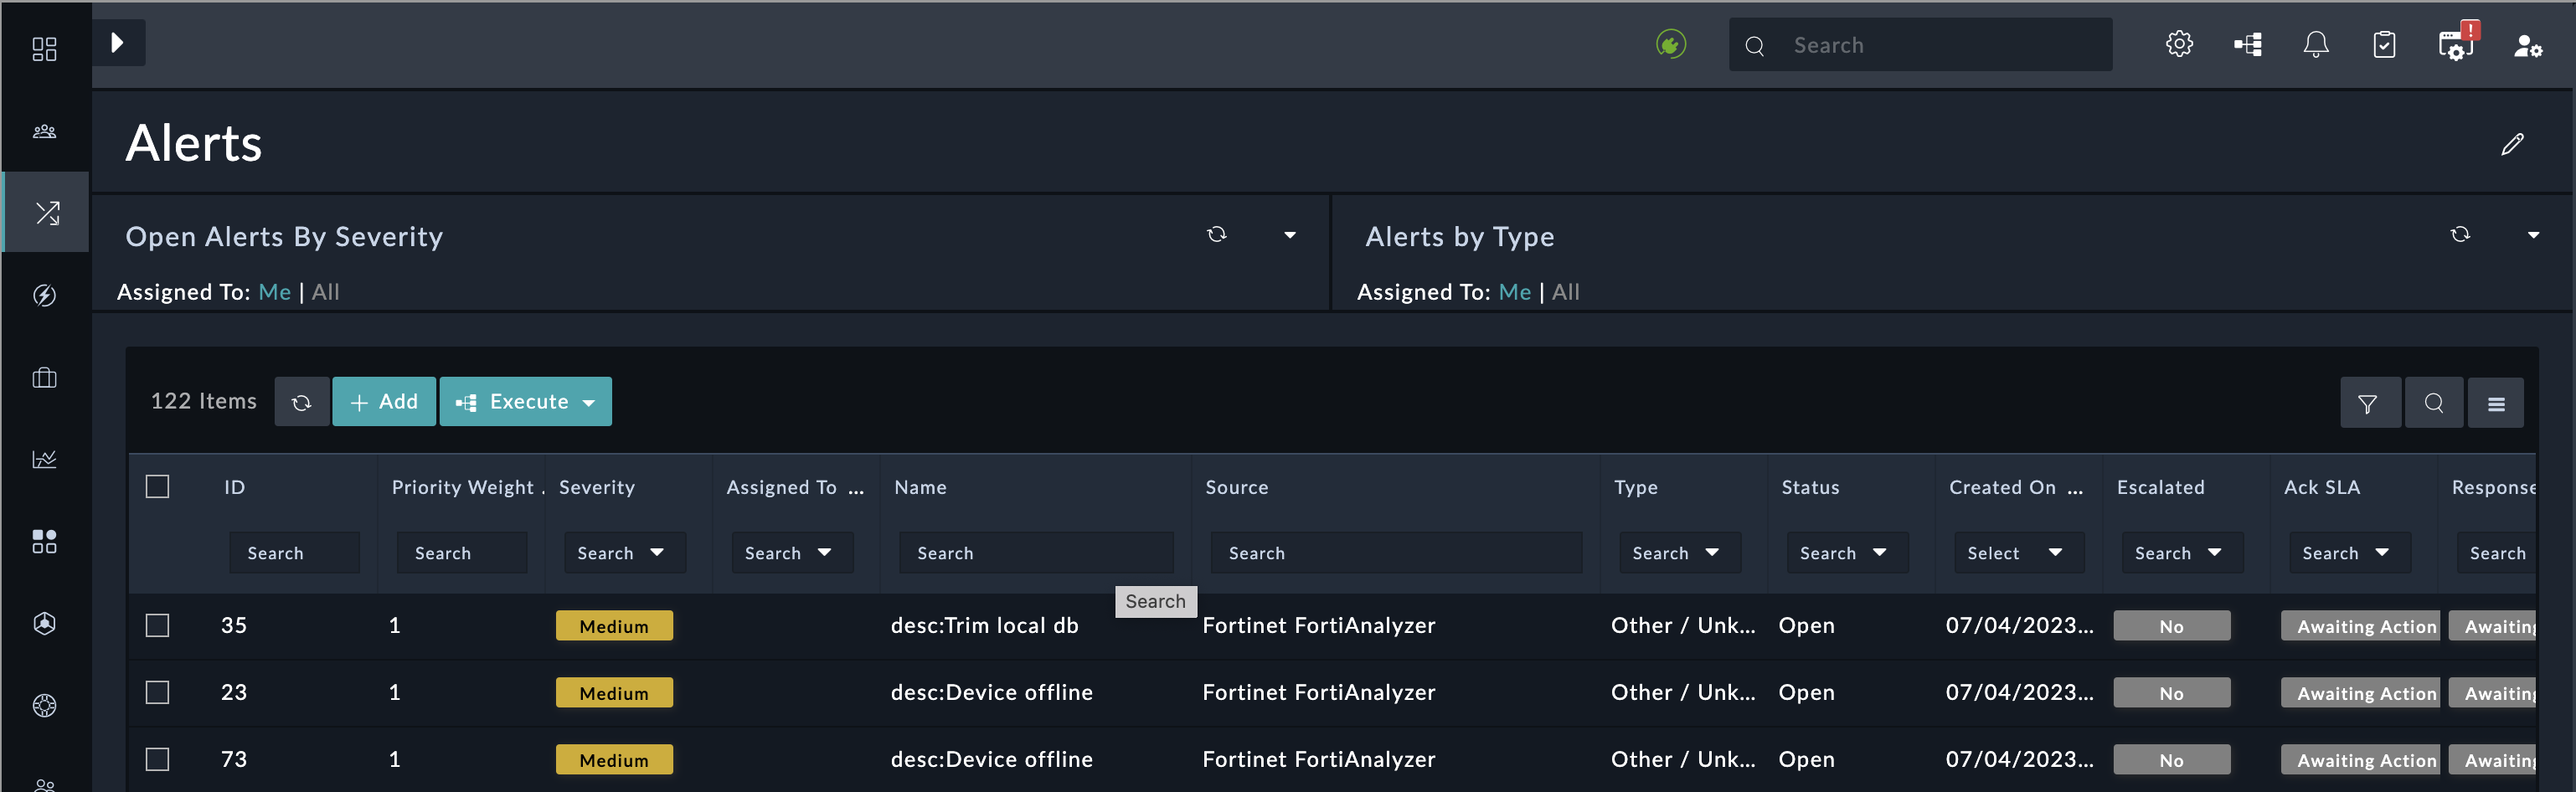 !
Search
Alerts
Open Alerts By Severity
Alerts by Type
Assigned To: Me | All
Assigned To: Me | All
122 Items
+ Add
Execute
ID Priority Weight . Severity Assigned To ... Name Source Type Status Created On ... Escalated Ack SLA Response
Search Search Search Search Search Search Search Search Select Search Search Search
Search
35 1 Medium desc:Trim local db Fortinet FortiAnalyzer Other / Unk... Open 07/04/2023... No Awaiting Action Awaiting
23 1 Medium desc:Device offline Fortinet FortiAnalyzer Other / Unk... Open 07/04/2023... No Awaiting Action Awaiting
73 1 Medium desc:Device offline Fortinet FortiAnalyzer Other / Unk... Open 07/04/2023... No Awaiting Action Awaiting